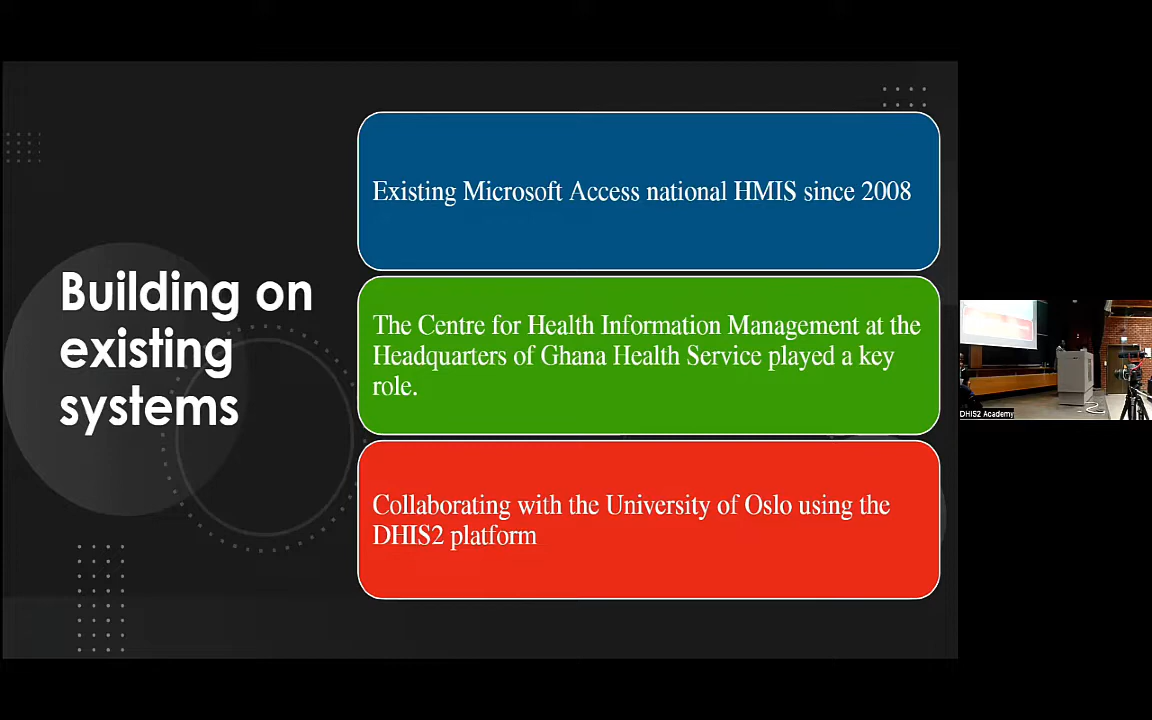 Building on
existing
systems
Existing Microsoft Access national HMIS since 2008
The Centre for Health Information Management at the
Headquarters of Ghana Health Service played a key
role.
Collaborating with the University of Oslo using the
DHIS2 platform
DHIS2 Academy